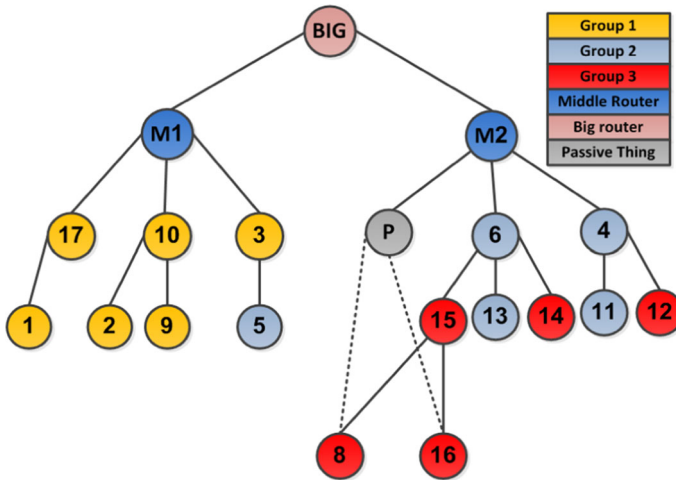 BIG
Group 1
Group 2
Group 3
Middle Router
Big router
Passive Thing
M1
M2
17
10
3
P
6
4
1
2
9
5
15
13
14
11
12
8
16